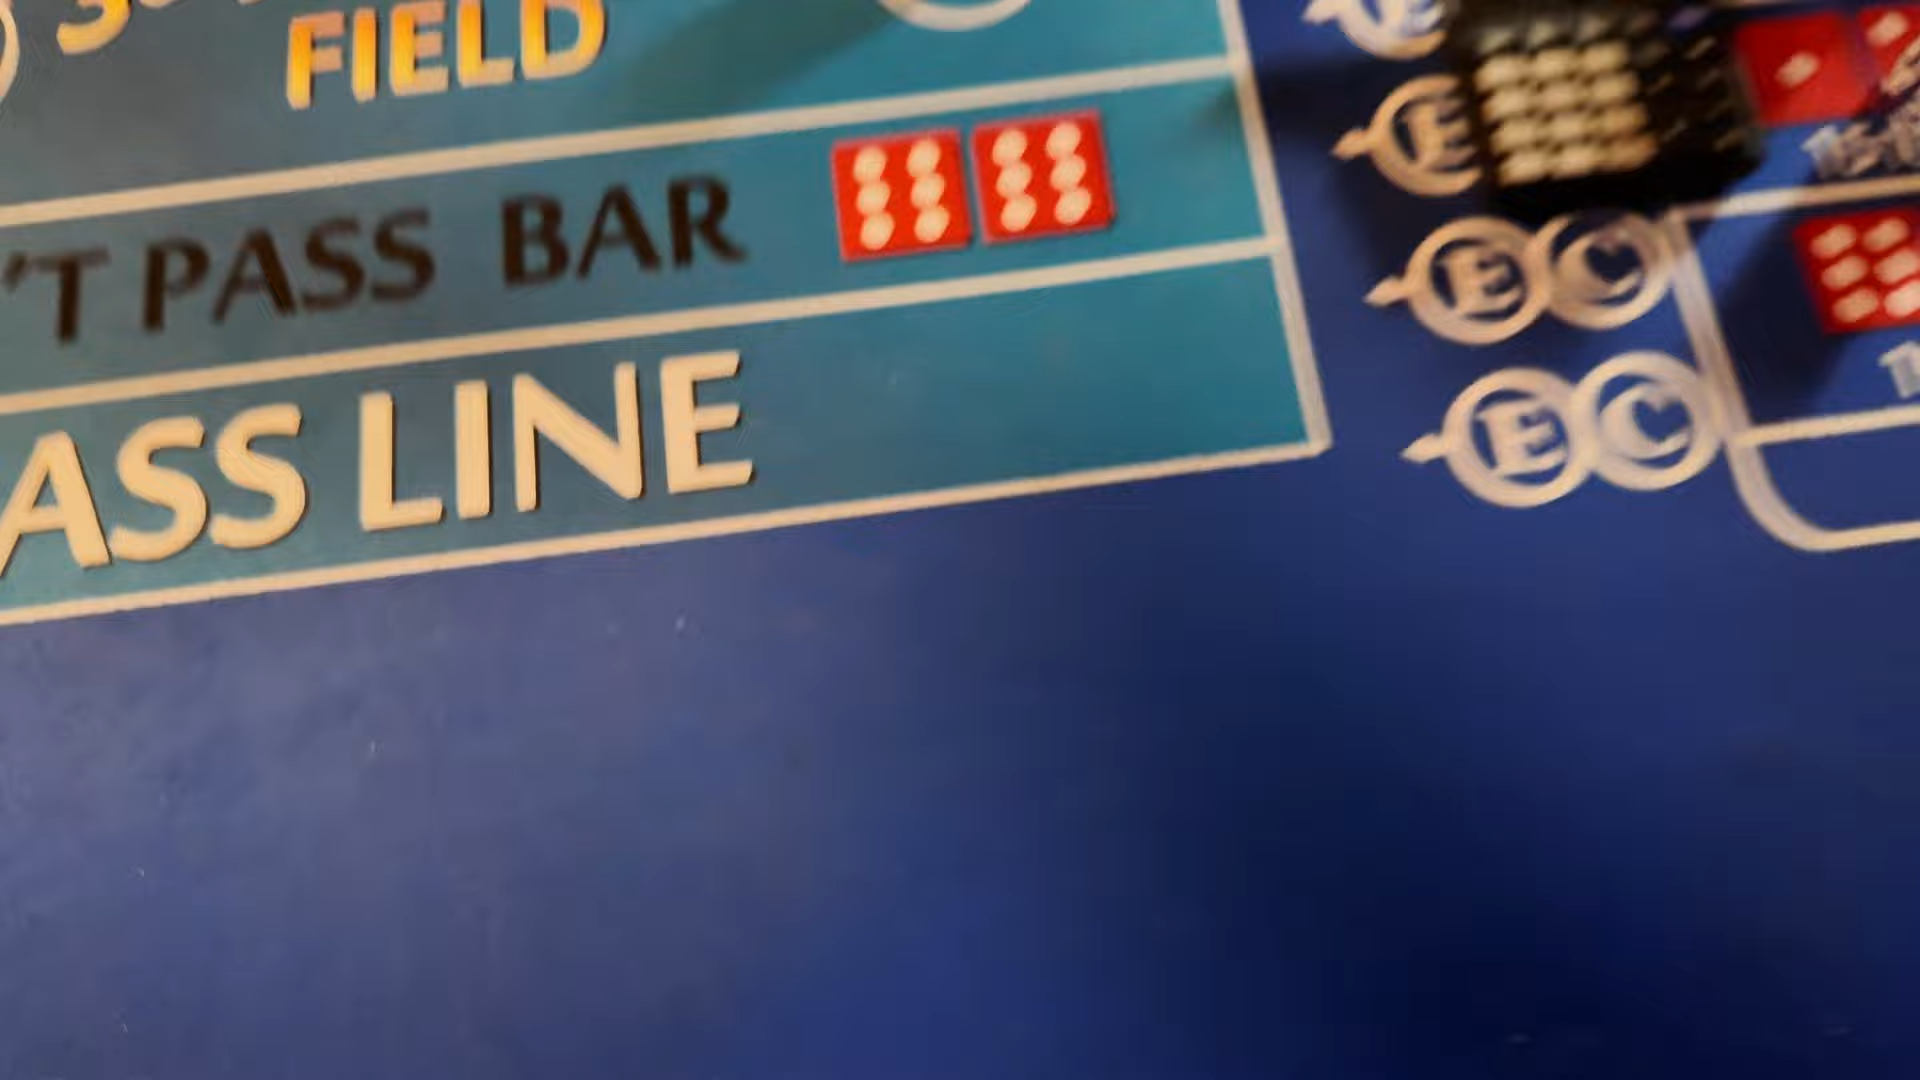 FIELD
'T PASS BAR
ASS LINE
E
E C
E C